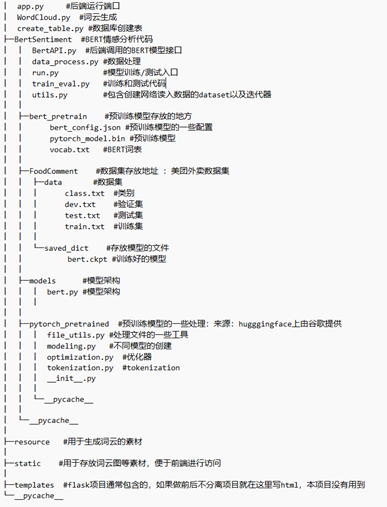 │  app.py     #后端运行端口
│  WordCloud.py  #词云生成
│  create_table.py #数据库创建表
├─BertSentiment  #BERT情感分析代码
│  │  BertAPI.py  #后端调用的BERT模型接口
│  │  data_process.py #数据处理
│  │  run.py          #模型训练/测试入口
│  │  train_eval.py   #训练和测试代码
│  │  utils.py        #包含创建网络读入数据的dataset以及迭代器
│  │
│  ├─bert_pretrain    #预训练模型存放的地方
│  │      bert_config.json #预训练模型的一些配置
│  │      pytorch_model.bin #预训练模型
│  │      vocab.txt   #BERT词表
│  │
│  ├─FoodComment    #数据集存放地址 : 美团外卖数据集
│  │  ├─data       #数据集
│  │  │      class.txt  #类别
│  │  │      dev.txt    #验证集
│  │  │      test.txt   #测试集
│  │  │      train.txt  #训练集
│  │  │
│  │  └─saved_dict    #存放模型的文件
│  │          bert.ckpt #训练好的模型
│  │
│  ├─models      #模型架构
│  │  │  bert.py #模型架构
│  │  │
│  │
│  ├─pytorch_pretrained  #预训练模型的一些处理：来源：hugggingface上由谷歌提供
│  │  │  file_utils.py #处理文件的一些工具
│  │  │  modeling.py   #不同模型的创建
│  │  │  optimization.py  #优化器
│  │  │  tokenization.py  #tokenization
│  │  │  __init__.py
│  │  │
│  │  └─__pycache__
│  │
│  └─__pycache__
│
├─resource   #用于生成词云的素材
│
├─static    #用于存放词云图等素材，便于前端进行访问
│
├─templates  #flask项目通常包含的，如果做前后不分离项目就在这里写html，本项目没有用到
└─__pycache__